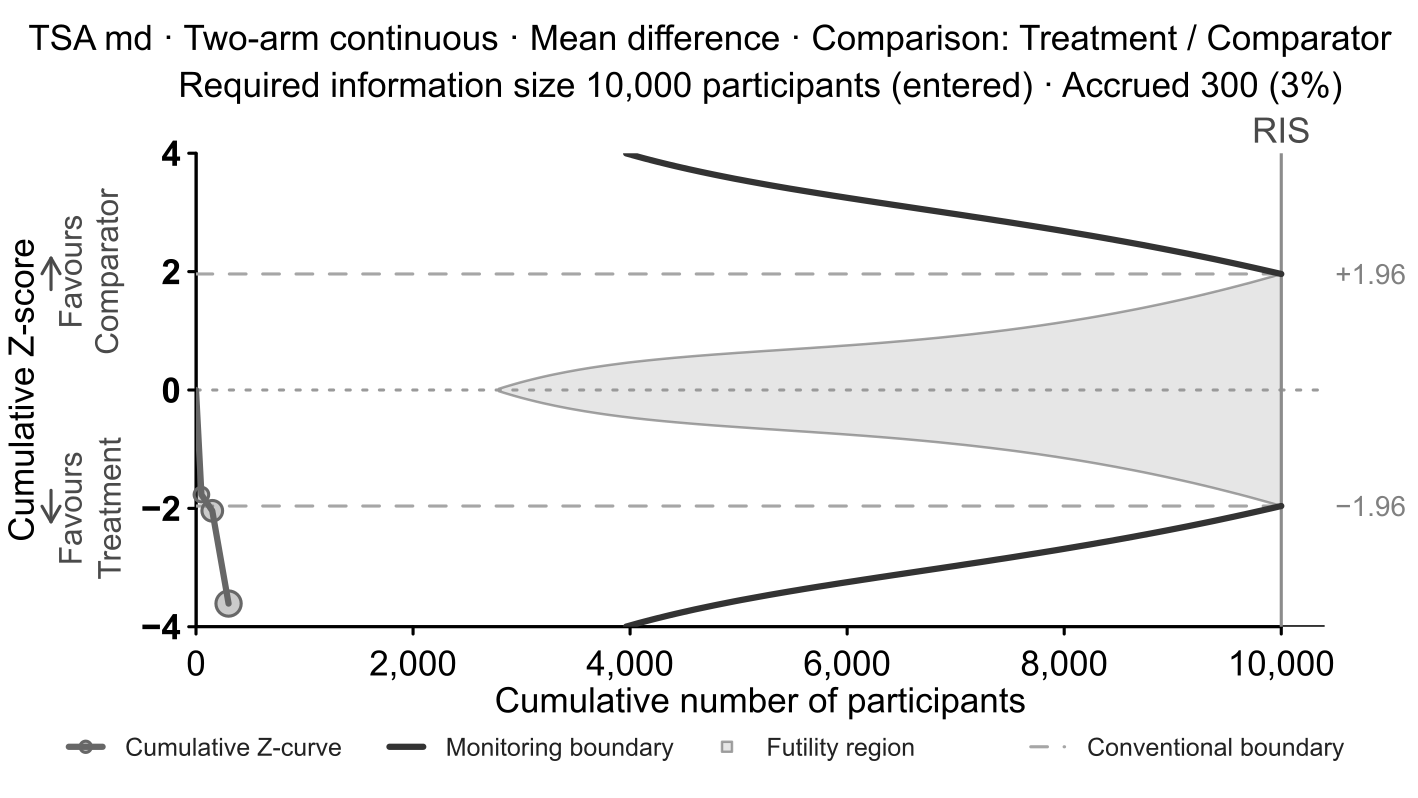 TSA md · Two-arm continuous · Mean difference · Comparison: Treatment / Comparator
Required information size 10,000 participants (entered) · Accrued 300 (3%)
RIS
4
2
0
−2
−4
Cumulative Z-score
Favours
Comparator
Favours
Treatment
+1.96
−1.96
0
2,000
4,000
6,000
8,000
10,000
Cumulative number of participants
Cumulative Z-curve
Monitoring boundary
Futility region
Conventional boundary